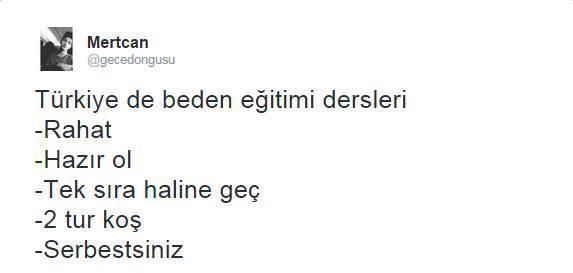 Mertcan
@gecedongusu
Türkiye de beden eğitimi dersleri
-Rahat
-Hazır ol
-Tek sıra haline geç
-2 tur koş
-Serbestsiniz